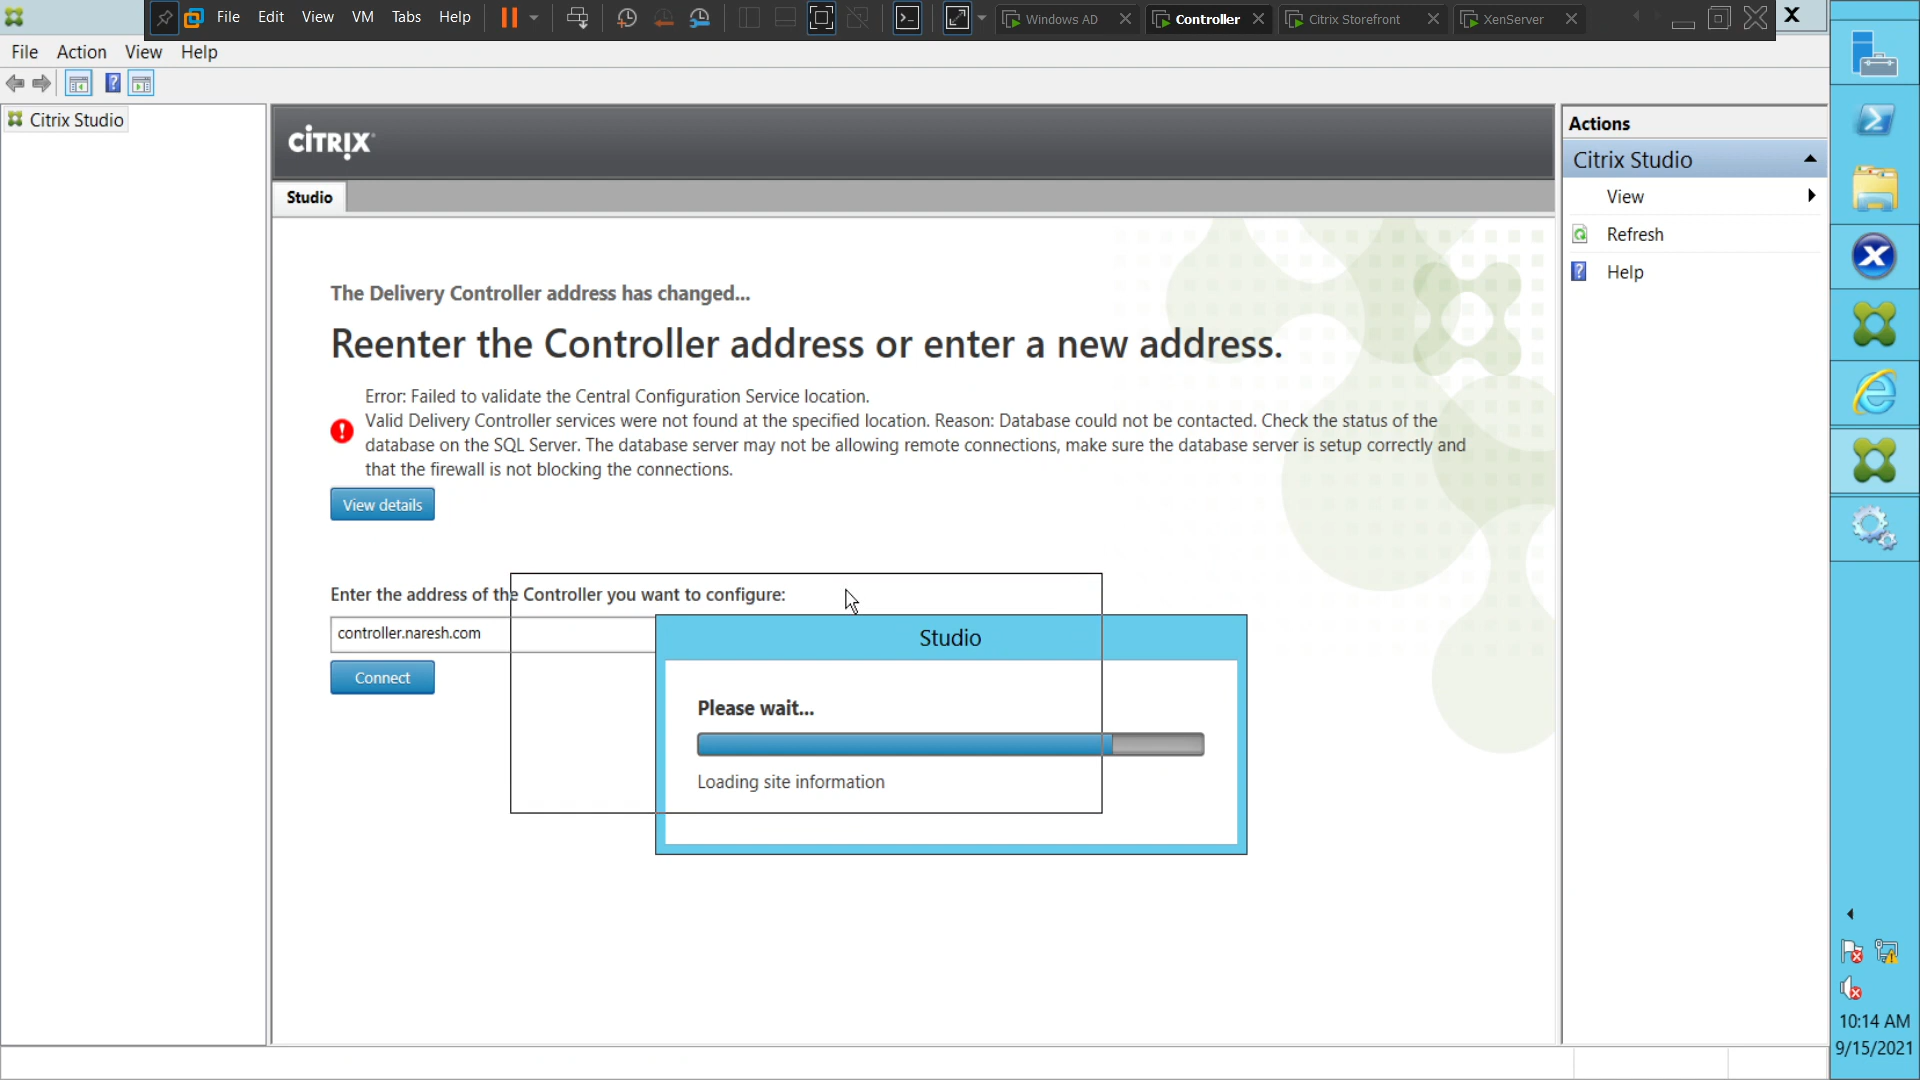 File Edit View VM Tabs Help
Windows AD
Controller
Citrix Storefront
XenServer
X
File Action View Help
Citrix Studio
CİTRIX
Studio
The Delivery Controller address has changed...
Reenter the Controller address or enter a new address.
Error: Failed to validate the Central Configuration Service location.
Valid Delivery Controller services were not found at the specified location. Reason: Database could not be contacted. Check the status of the
database on the SQL Server. The database server may not be allowing remote connections, make sure the database server is setup correctly and
that the firewall is not blocking the connections.
View details
Enter the address of the Controller you want to configure:
controller.naresh.com
Connect
Studio
Please wait...
Loading site information
Actions
Citrix Studio
View
Refresh
Help
10:14 AM
9/15/2021